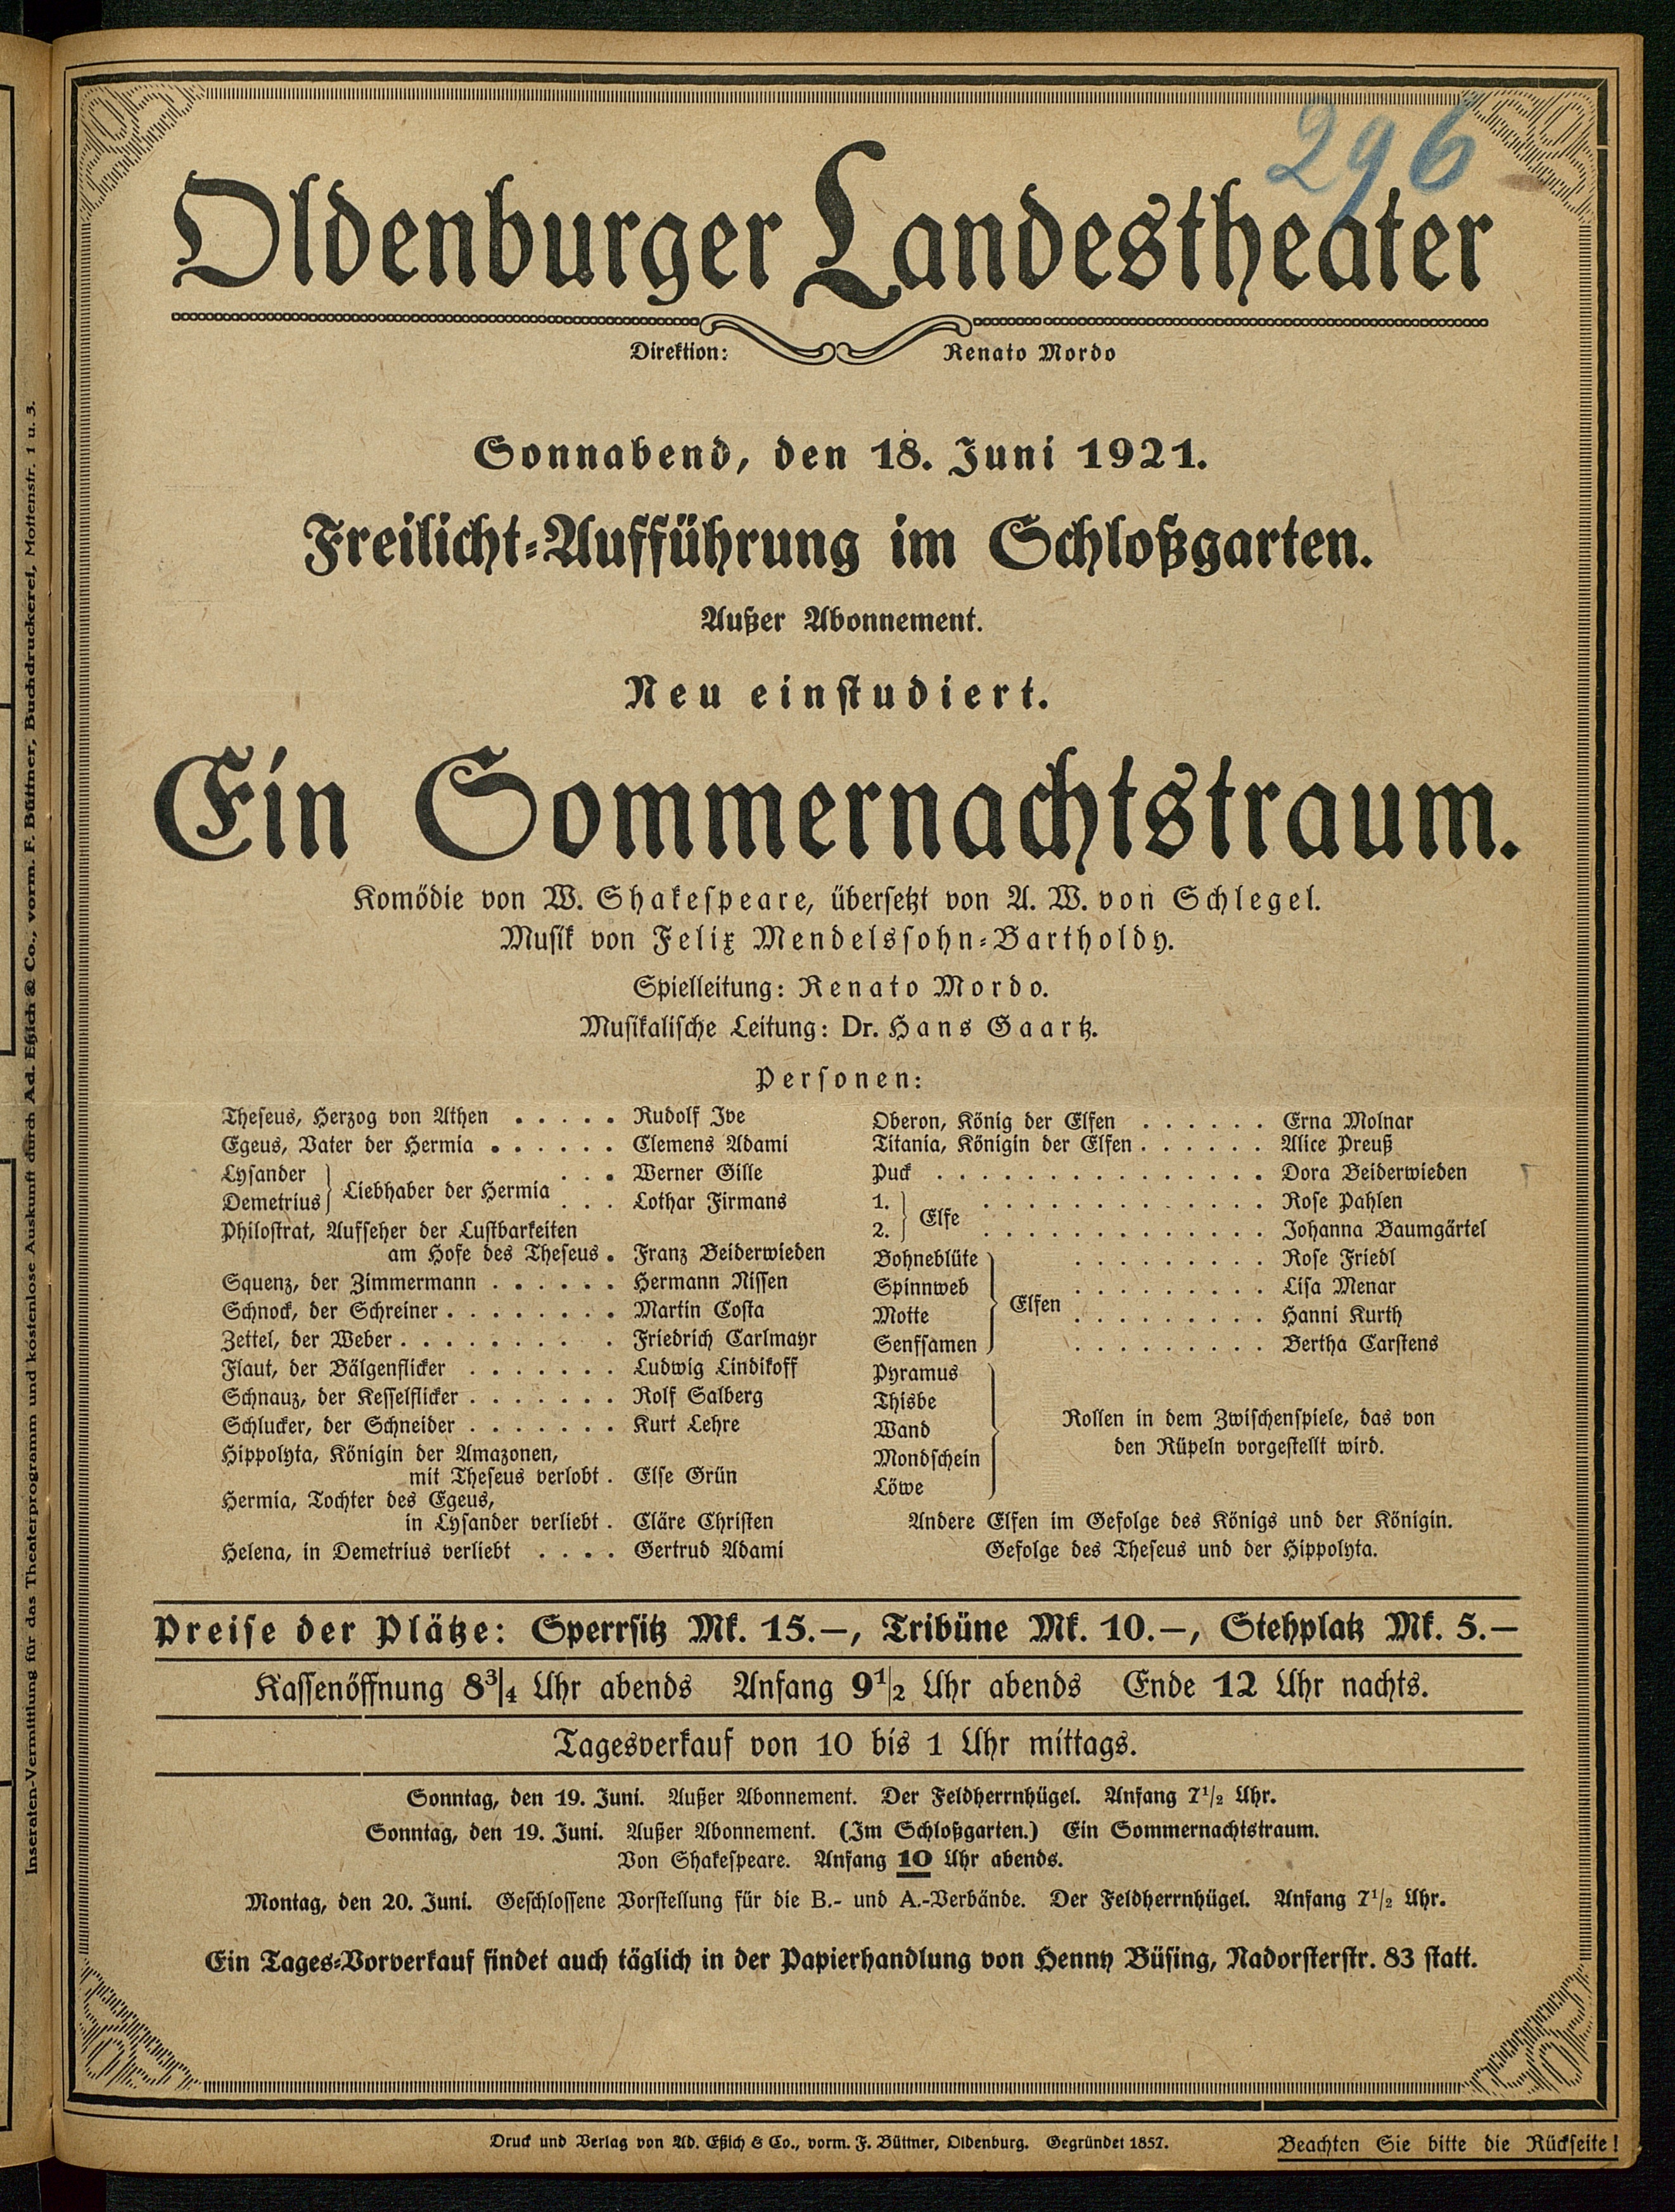 296
Oldenburger Landestheater
Direktion: Renato Mordo
Sonnabend, den 18. Juni 1921.
Freilicht-Aufführung im Schloßgarten.
Außer Abonnement.
Neu einstudiert.
Ein Sommernachtstraum.
Komödie von W. Shakespeare, übersetzt von A. W. von Schlegel.
Musik von Felix Mendelssohn-Bartholdy.
Spielleitung: Renato Mordo.
Musikalische Leitung: Dr. Hans Gaartz.
Personen:
Theseus, Herzog von Athen . . . . . Rudolf Ive
Egeus, Vater der Hermia . . . . . . Clemens Adami
Lysander } Liebhaber der Hermia . . . Werner Gille
Demetrius } . . . Lothar Firmans
Philostrat, Aufseher der Lustbarkeiten
am Hofe des Theseus . Franz Beiderwieden
Squenz, der Zimmermann . . . . . . Hermann Nissen
Schnock, der Schreiner . . . . . . . . Martin Costa
Zettel, der Weber . . . . . . . . . Friedrich Carlmayr
Flaut, der Bälgenflicker . . . . . . . Ludwig Lindikoff
Schnauz, der Kesselflicker . . . . . . . Rolf Salberg
Schlucker, der Schneider . . . . . . . Kurt Lehre
Hippolyta, Königin der Amazonen,
mit Theseus verlobt . Else Grün
Hermia, Tochter des Egeus,
in Lysander verliebt . Cläre Christen
Helena, in Demetrius verliebt . . . . Gertrud Adami
Oberon, König der Elfen . . . . . . Erna Molnar
Titania, Königin der Elfen . . . . . . Alice Preuß
Puck . . . . . . . . . . . . . . . Dora Beiderwieden
1. } Elfe . . . . . . . . . . . . . Rose Pahlen
2. } . . . . . . . . . . . . . Johanna Baumgärtel
Bohneblüte } Elfen . . . . . . . . . Rose Friedl
Spinnweb . . . . . . . . . Lisa Menar
Motte . . . . . . . . . Hanni Kurth
Senfsamen . . . . . . . . . Bertha Carstens
Pyramus
Thisbe
Wand
Mondschein
Löwe
Rollen in dem Zwischenspiele, das von
den Rüpeln vorgestellt wird.
Andere Elfen im Gefolge des Königs und der Königin.
Gefolge des Theseus und der Hippolyta.
Preise der Plätze: Sperrsitz Mk. 15.—, Tribüne Mk. 10.—, Stehplatz Mk. 5.—
Kassenöffnung 8 3/4 Uhr abends Anfang 9 1/2 Uhr abends Ende 12 Uhr nachts.
Tagesverkauf von 10 bis 1 Uhr mittags.
Sonntag, den 19. Juni. Außer Abonnement. Der Feldherrnhügel. Anfang 7 1/2 Uhr.
Sonntag, den 19. Juni. Außer Abonnement. (Im Schloßgarten.) Ein Sommernachtstraum.
Von Shakespeare. Anfang 10 Uhr abends.
Montag, den 20. Juni. Geschlossene Vorstellung für die B.- und A.-Verbände. Der Feldherrnhügel. Anfang 7 1/2 Uhr.
Ein Tages-Vorverkauf findet auch täglich in der Papierhandlung von Henny Büsing, Nadorsterstr. 83 statt.
Druck und Verlag von Ad. Eßich & Co., vorm. F. Büttner, Oldenburg. Gegründet 1857.
Beachten Sie bitte die Rückseite!
Inseraten-Vermittlung für das Theaterprogramm und kostenlose Auskunft durch Ad. Eßich & Co., vorm. F. Büttner, Buchdruckerei, Mottenstr. 1 u. 3.